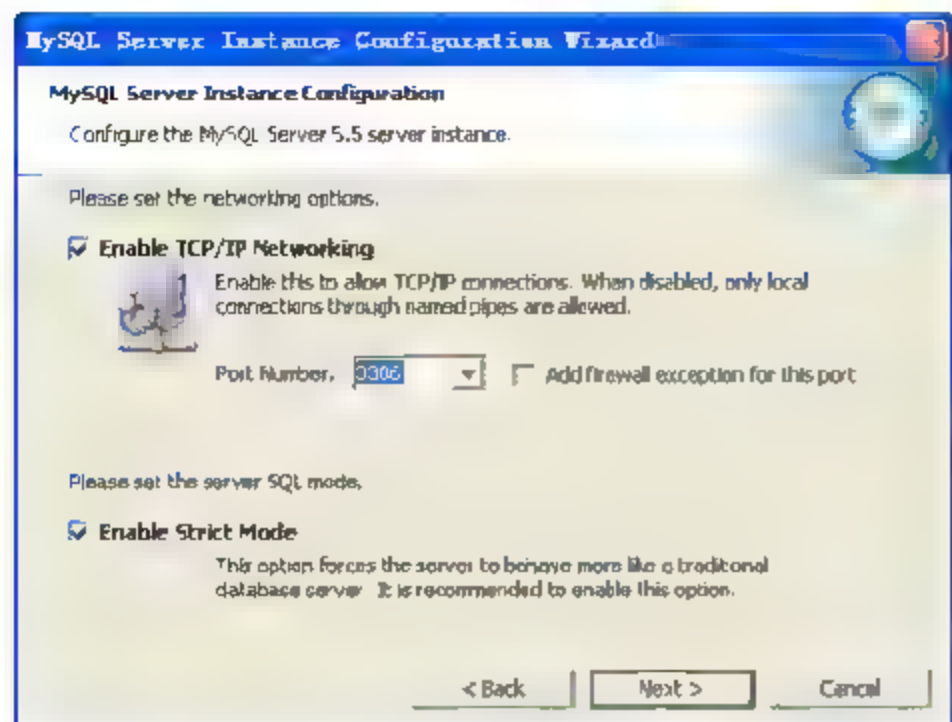 MySQL Server Instance Configuration Wizard
MySQL Server Instance Configuration
Configure the MySQL Server 5.5 server instance.
Please set the networking options.
Enable TCP/IP Networking
Enable this to allow TCP/IP connections. When disabled, only local
connections through named pipes are allowed.
Port Number: 3306 Add firewall exception for this port
Please set the server SQL mode.
Enable Strict Mode
This option forces the server to behave more like a traditional
database server. It is recommended to enable this option.
< Back Next > Cancel